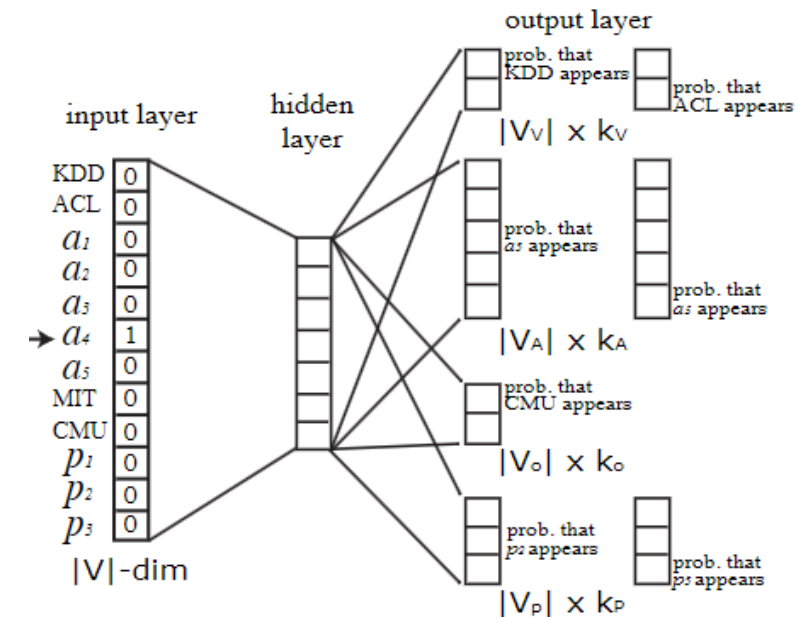 output layer
prob. that
KDD appears
prob. that
ACL appears
|Vv| x kv
input layer
hidden
layer
KDD 0
ACL 0
a1 0
a2 0
a3 0
a4 1
a5 0
MIT 0
CMU 0
p1 0
p2 0
p3 0
|V|-dim
prob. that
a3 appears
prob. that
a5 appears
|VA| x kA
prob. that
CMU appears
|Vo| x ko
prob. that
p3 appears
prob. that
p3 appears
|VP| x kP